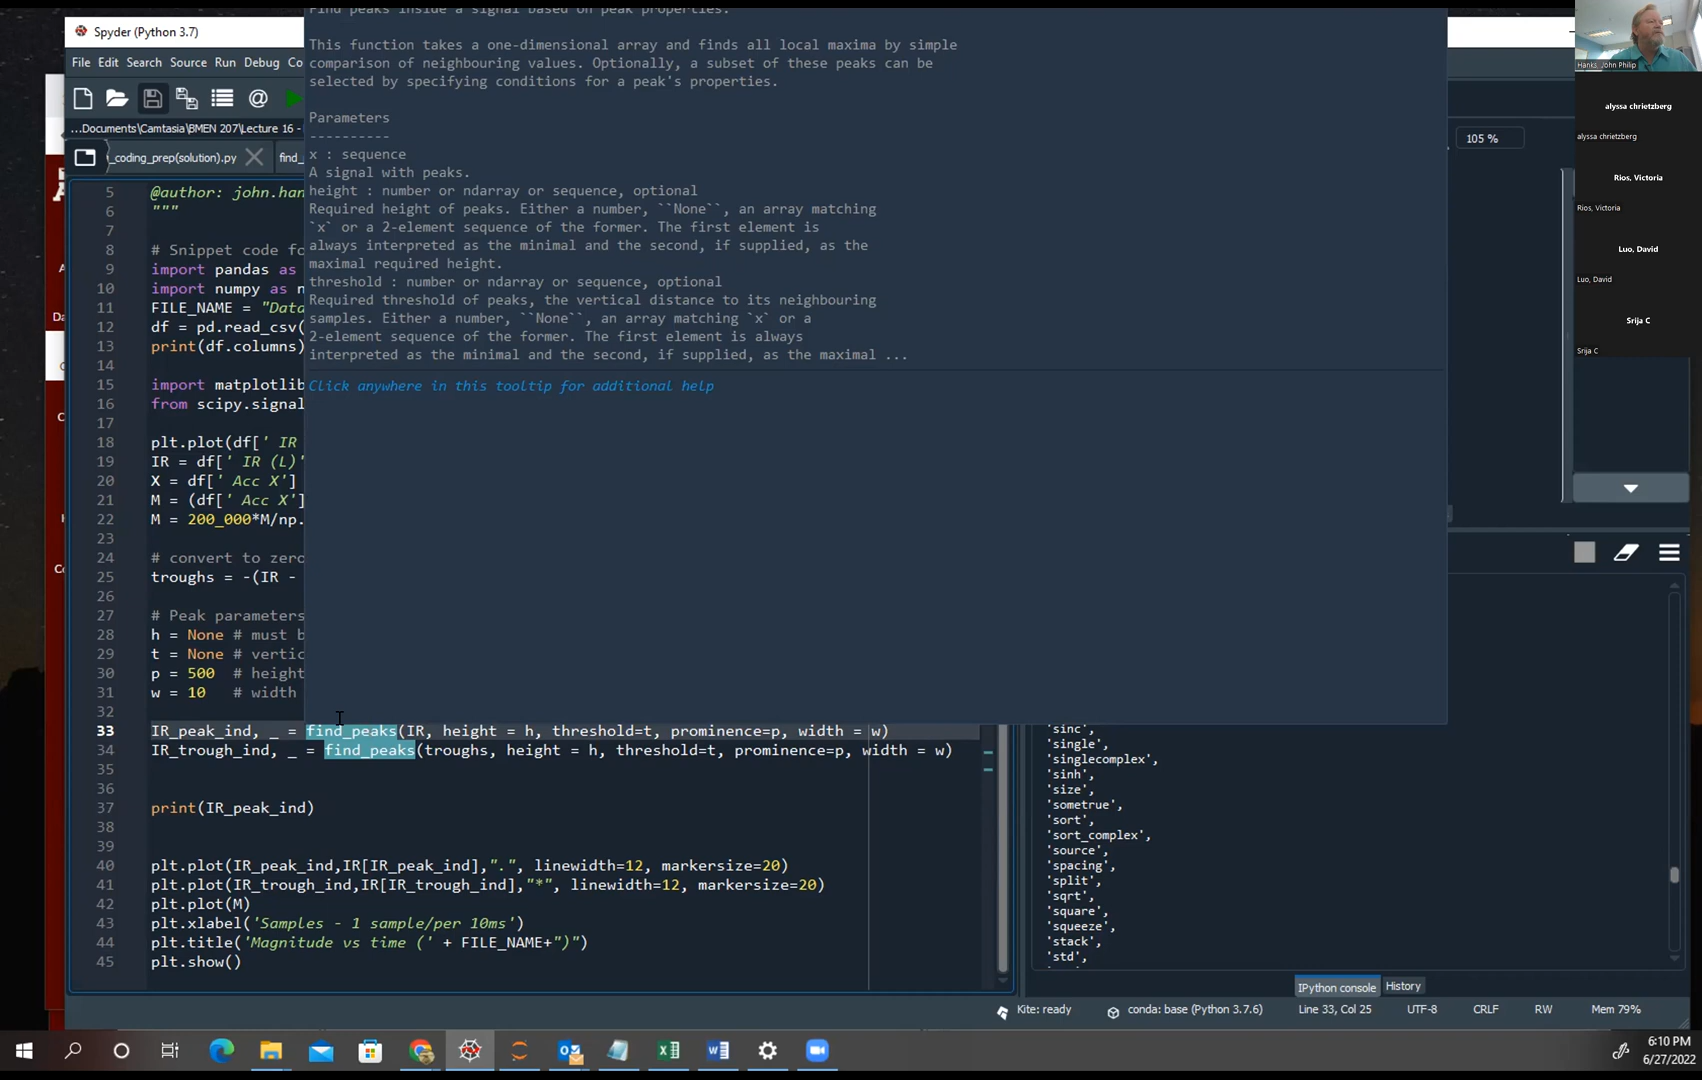 Find peaks inside a signal based on peak properties.
Spyder (Python 3.7)
This function takes a one-dimensional array and finds all local maxima by simple
comparison of neighbouring values. Optionally, a subset of these peaks can be
selected by specifying conditions for a peak's properties.
File Edit Search Source Run Debug Co
Parameters
----------
x : sequence
A signal with peaks.
height : number or ndarray or sequence, optional
Required height of peaks. Either a number, ``None``, an array matching
`x` or a 2-element sequence of the former. The first element is
always interpreted as the minimal and the second, if supplied, as the
maximal required height.
threshold : number or ndarray or sequence, optional
Required threshold of peaks, the vertical distance to its neighbouring
samples. Either a number, ``None``, an array matching `x` or a
2-element sequence of the former. The first element is always
interpreted as the minimal and the second, if supplied, as the maximal ...
Click anywhere in this tooltip for additional help
...Documents\Camtasia\BMEN 207\Lecture 16 -
_coding_prep(solution).py
find_
105 %
5 @author: john.han
6 """
7
8 # Snippet code fo
9 import pandas as
10 import numpy as n
11 FILE_NAME = "Data
12 df = pd.read_csv(
13 print(df.columns)
14
15 import matplotlib
16 from scipy.signal
17
18 plt.plot(df[' IR
19 IR = df[' IR (L)'
20 X = df[' Acc X']
21 M = (df[' Acc X']
22 M = 200_000*M/np.
23
24 # convert to zero
25 troughs = -(IR -
26
27 # Peak parameters
28 h = None # must b
29 t = None # vertic
30 p = 500 # height
31 w = 10 # width
32
33 IR_peak_ind, _ = find_peaks(IR, height = h, threshold=t, prominence=p, width = w)
34 IR_trough_ind, _ = find_peaks(troughs, height = h, threshold=t, prominence=p, width = w)
35
36
37 print(IR_peak_ind)
38
39
40 plt.plot(IR_peak_ind,IR[IR_peak_ind],".", linewidth=12, markersize=20)
41 plt.plot(IR_trough_ind,IR[IR_trough_ind],"*", linewidth=12, markersize=20)
42 plt.plot(M)
43 plt.xlabel('Samples - 1 sample/per 10ms')
44 plt.title('Magnitude vs time (' + FILE_NAME+")")
45 plt.show()
'sinc',
'single',
'singlecomplex',
'sinh',
'size',
'sometrue',
'sort',
'sort_complex',
'source',
'spacing',
'split',
'sqrt',
'square',
'squeeze',
'stack',
'std',
IPython console History
Kite: ready conda: base (Python 3.7.6) Line 33, Col 25 UTF-8 CRLF RW Mem 79%
Hanks, John Philip
alyssa chrietzberg
alyssa chrietzberg
Rios, Victoria
Rios, Victoria
Luo, David
Luo, David
Srija C
Srija C
6:10 PM
6/27/2022